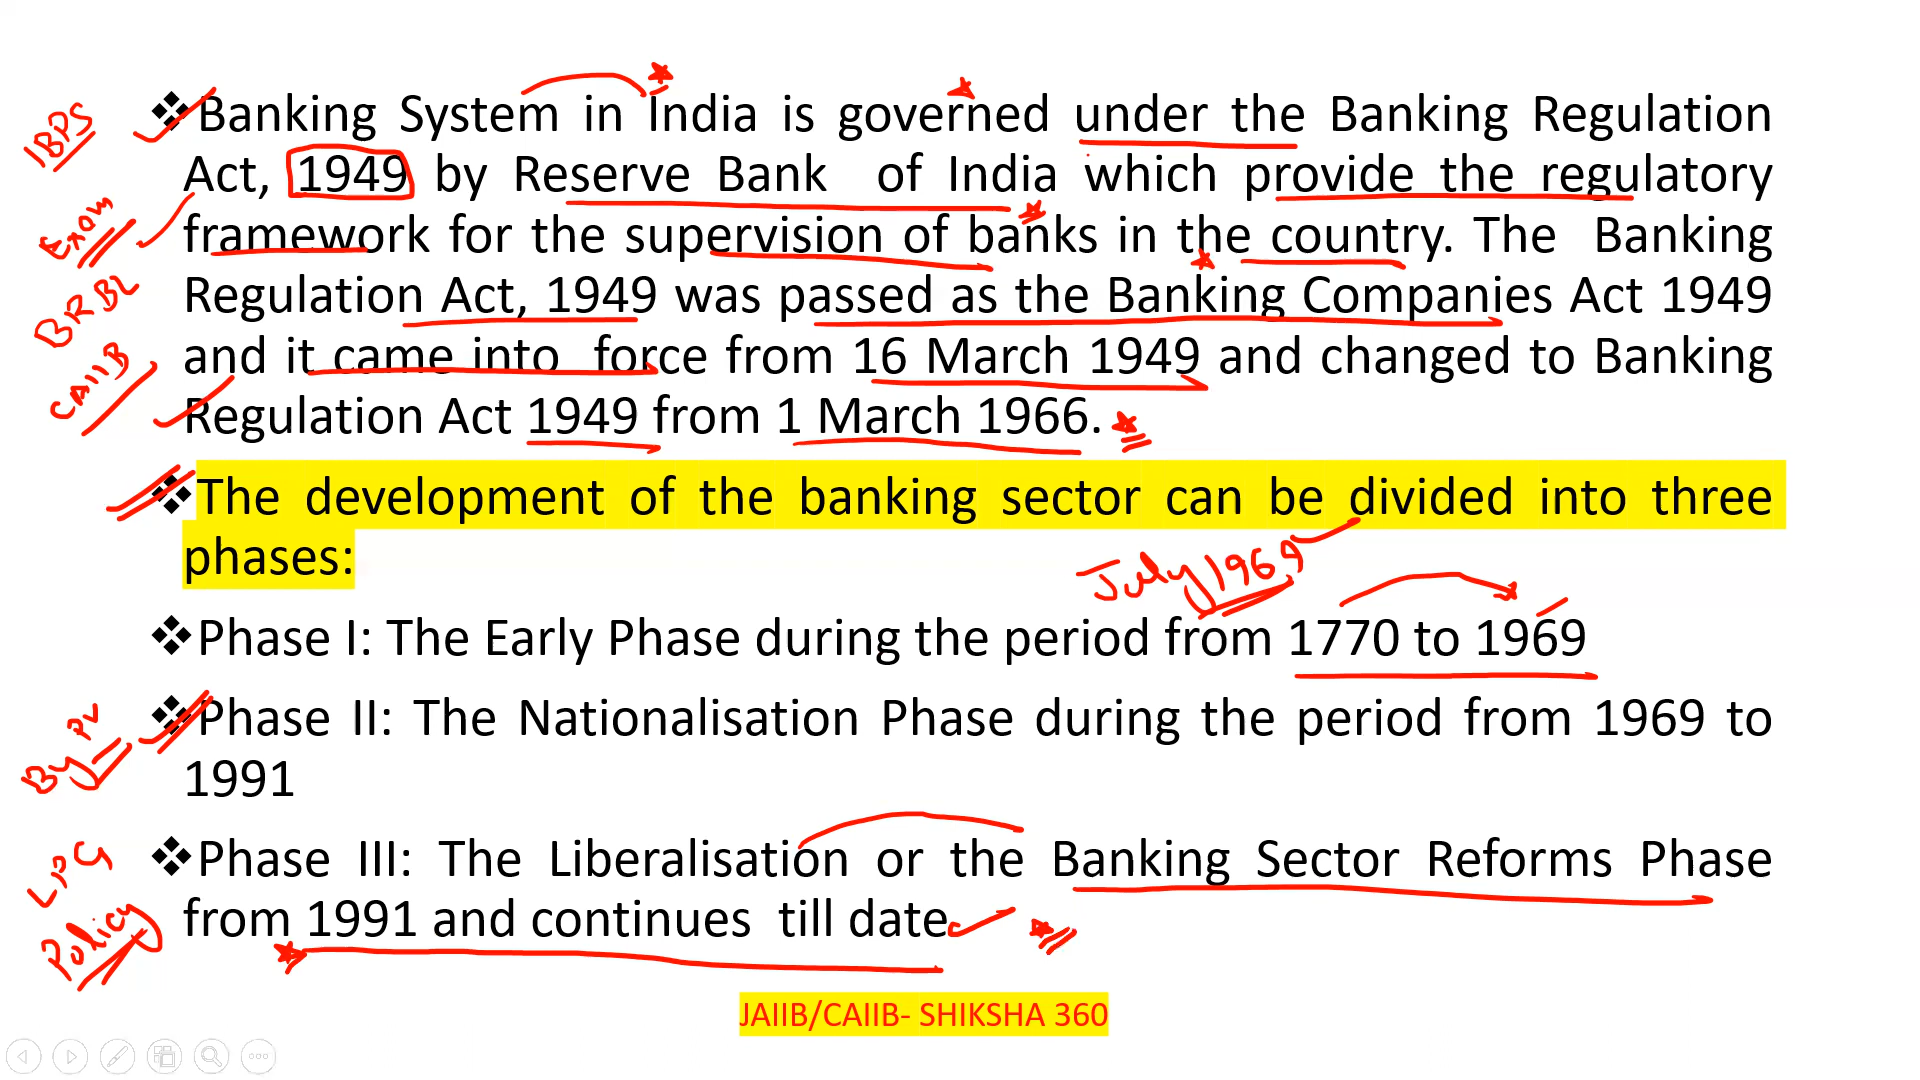 ❖Banking System in India is governed under the Banking Regulation
Act, 1949 by Reserve Bank of India which provide the regulatory
framework for the supervision of banks in the country. The Banking
Regulation Act, 1949 was passed as the Banking Companies Act 1949
and it came into force from 16 March 1949 and changed to Banking
Regulation Act 1949 from 1 March 1966.
❖The development of the banking sector can be divided into three
phases:
July 1969
❖Phase I: The Early Phase during the period from 1770 to 1969
❖Phase II: The Nationalisation Phase during the period from 1969 to
1991
❖Phase III: The Liberalisation or the Banking Sector Reforms Phase
from 1991 and continues till date
IBPS
Exam
CAIIB
By
LPG
Policy
JAIIB/CAIIB- SHIKSHA 360